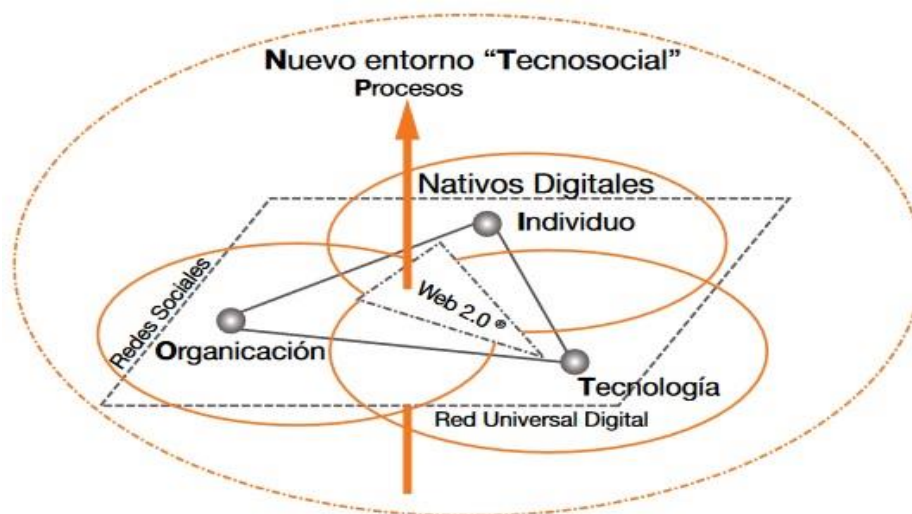 Nuevo entorno “Tecnosocial”
Procesos
Nativos Digitales
Individuo
Redes Sociales
Web 2.0 ®
Organicación
Tecnología
Red Universal Digital